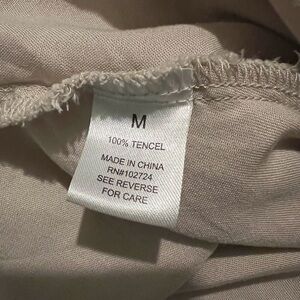 M
100% TENCEL
MADE IN CHINA
RN#102724
SEE REVERSE
FOR CARE